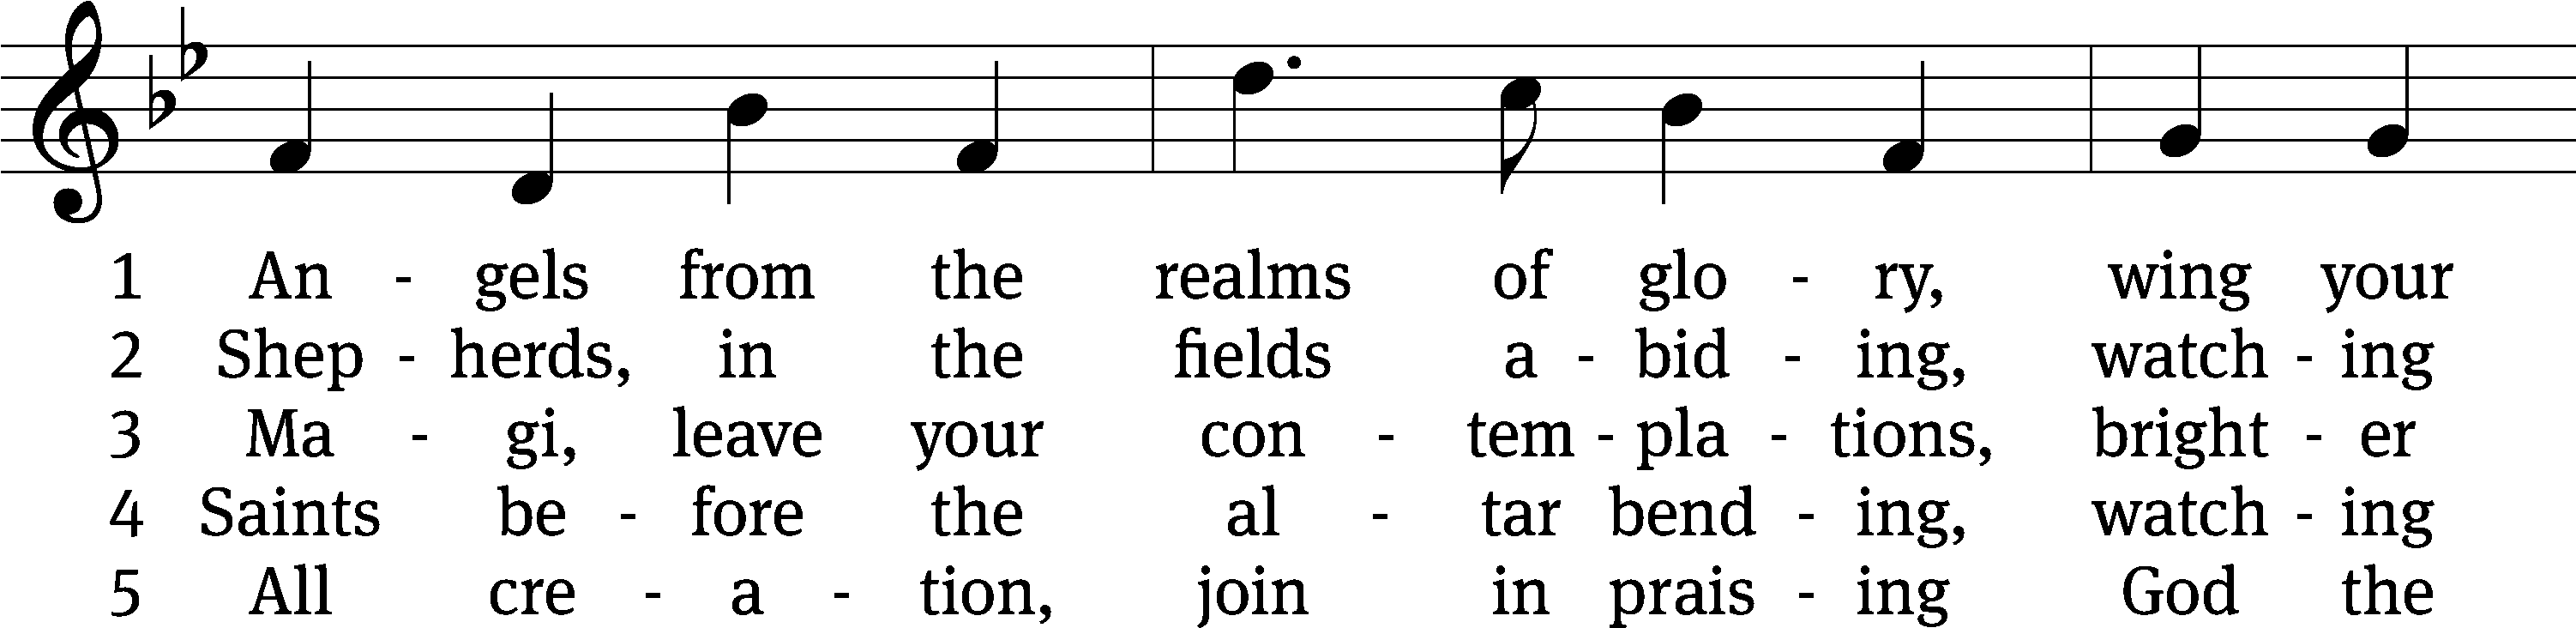 1 An - gels from the realms of glo - ry, wing your
2 Shep - herds, in the fields a - bid - ing, watch - ing
3 Ma - gi, leave your con - tem - pla - tions, bright - er
4 Saints be - fore the al - tar bend - ing, watch - ing
5 All cre - a - tion, join in prais - ing God the